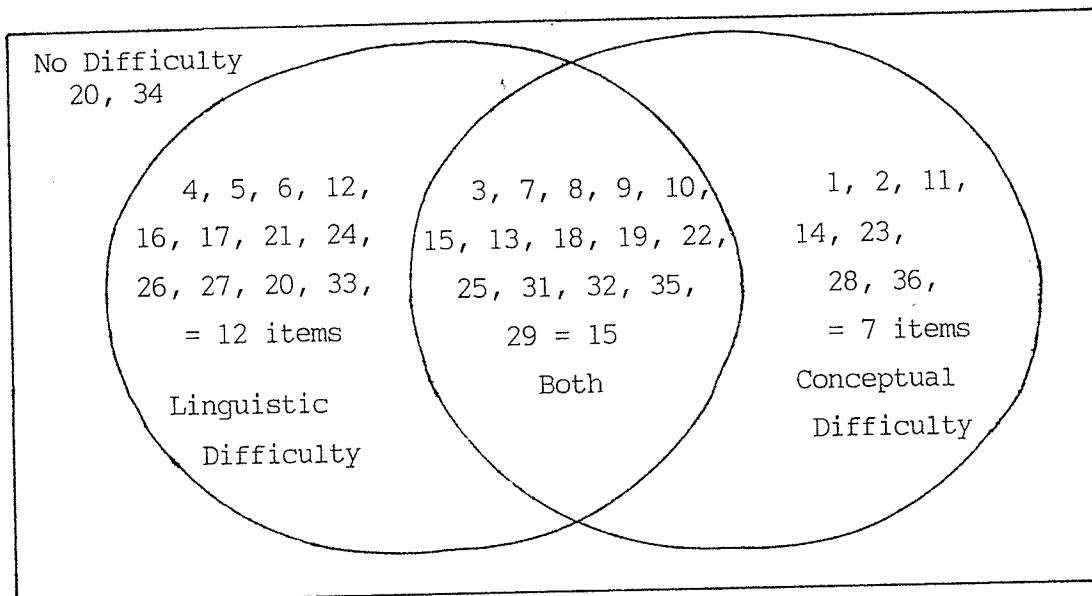 No Difficulty
20, 34
4, 5, 6, 12,
16, 17, 21, 24,
26, 27, 20, 33,
= 12 items
Linguistic
Difficulty
3, 7, 8, 9, 10,
15, 13, 18, 19, 22,
25, 31, 32, 35,
29 = 15
Both
1, 2, 11,
14, 23,
28, 36,
= 7 items
Conceptual
Difficulty